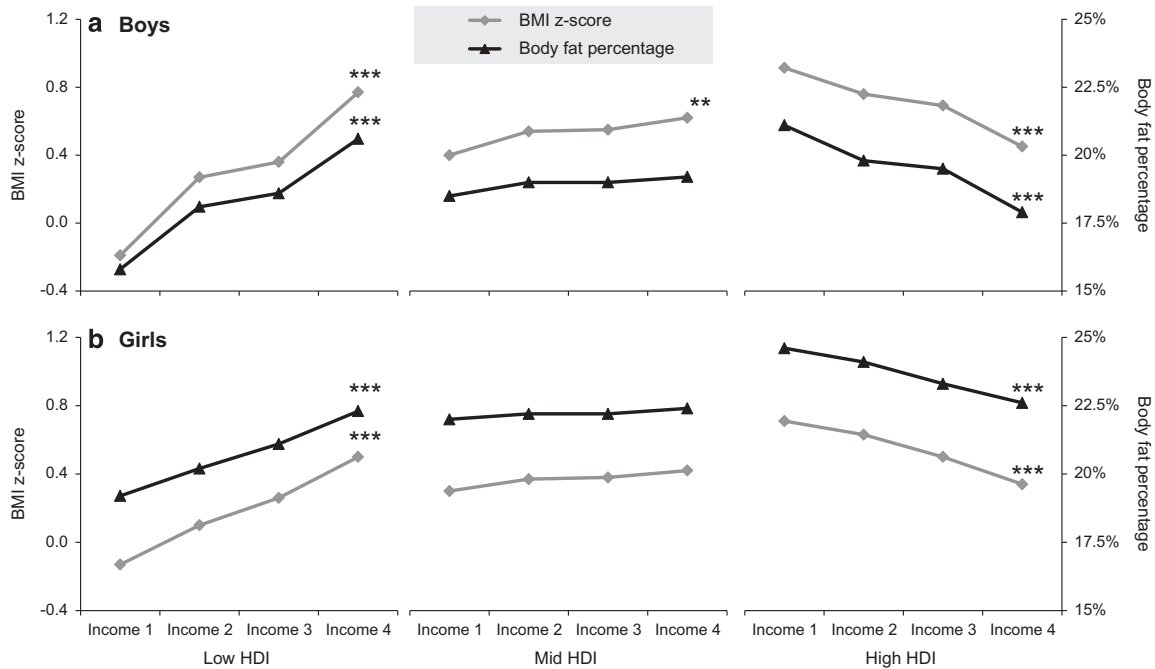 a Boys
BMI z-score
Body fat percentage
1.2
0.8
0.4
0.0
-0.4
BMI z-score
***
***
**
***
***
25%
22.5%
20%
17.5%
15%
Body fat percentage
b Girls
1.2
0.8
0.4
0.0
-0.4
BMI z-score
***
***
***
***
25%
22.5%
20%
17.5%
15%
Body fat percentage
Income 1 Income 2 Income 3 Income 4 Income 1 Income 2 Income 3 Income 4 Income 1 Income 2 Income 3 Income 4
Low HDI Mid HDI High HDI